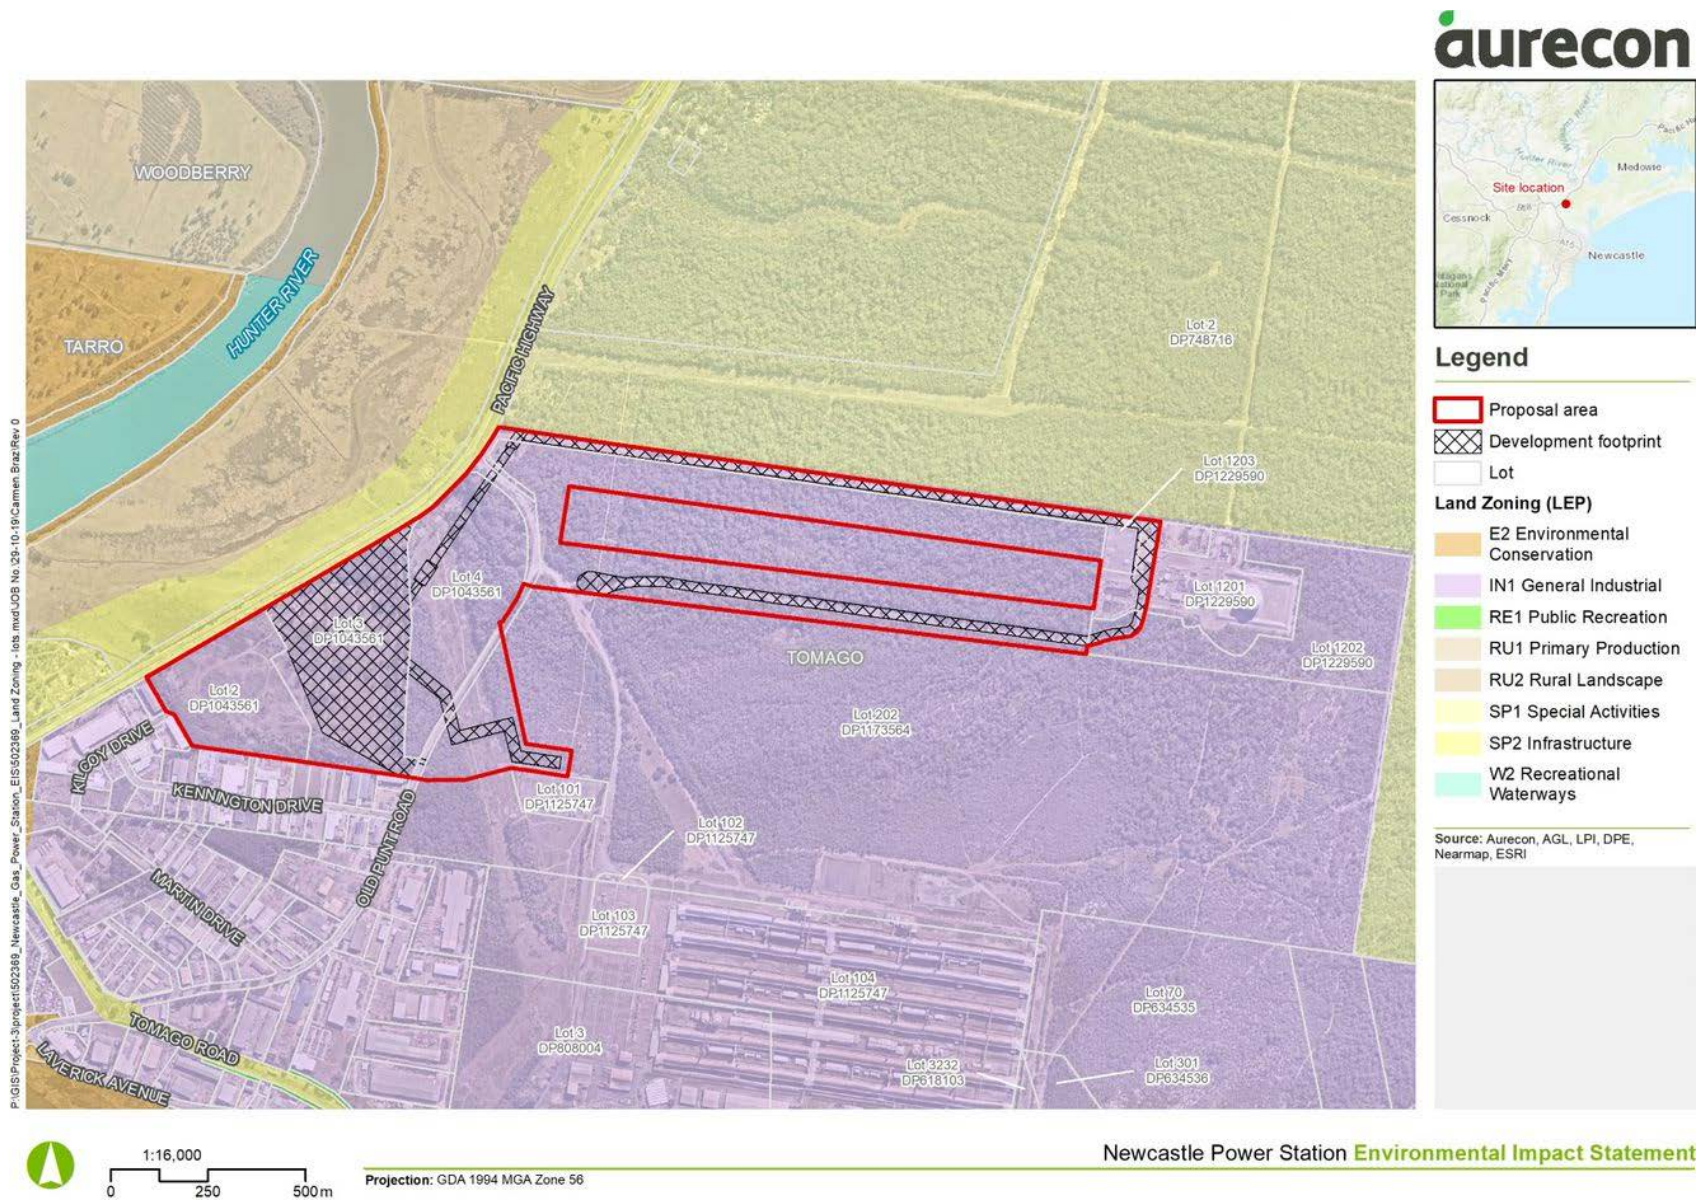 aurecon
WOODBERRY
HUNTER RIVER
TARRO
PACIFIC HIGHWAY
Lot 2
DP748716
Lot 1203
DP1229590
Lot 4
DP1043561
Lot 1201
DP1229590
Lot 3
DP1043561
Lot 1202
DP1229590
TOMAGO
Lot 2
DP1043561
Lot 202
DP1173564
KILCOY DRIVE
KENNINGTON DRIVE
Lot 101
DP1125747
OLD PUNT ROAD
Lot 102
DP1125747
MARTIN DRIVE
Lot 103
DP1125747
Lot 104
DP1125747
Lot 70
DP634535
TOMAGO ROAD
Lot 3
DP808004
LAVERICK AVENUE
Lot 3232
DP618103
Lot 301
DP634536
Hunter River
Medowie
Site location
Cessnock
Newcastle
Legend
Proposal area
Development footprint
Lot
Land Zoning (LEP)
E2 Environmental
Conservation
IN1 General Industrial
RE1 Public Recreation
RU1 Primary Production
RU2 Rural Landscape
SP1 Special Activities
SP2 Infrastructure
W2 Recreational
Waterways
Source: Aurecon, AGL, LPI, DPE,
Nearmap, ESRI
1:16,000
0 250 500m
Projection: GDA 1994 MGA Zone 56
Newcastle Power Station Environmental Impact Statement